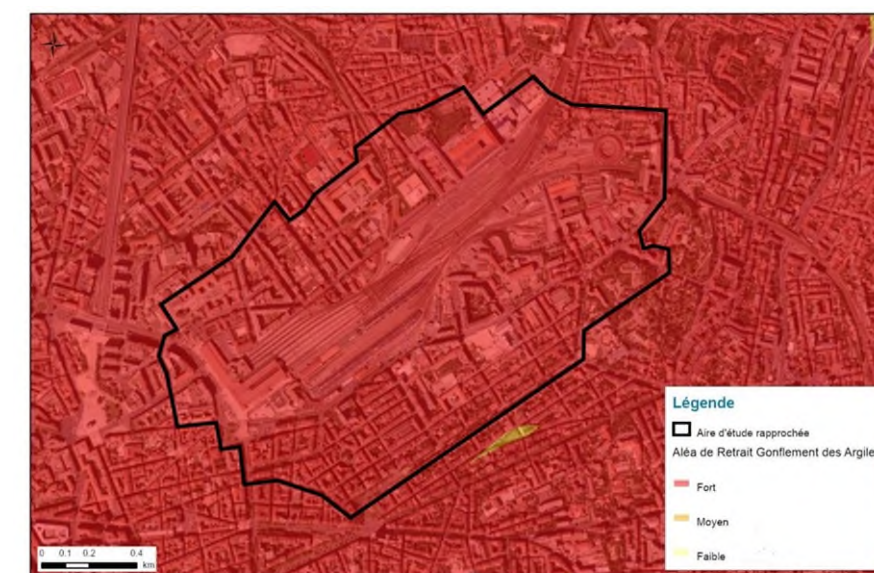 Légende
Aire d'étude rapprochée
Aléa de Retrait Gonflement des Argile
Fort
Moyen
Faible
0 0.1 0.2 0.4
km